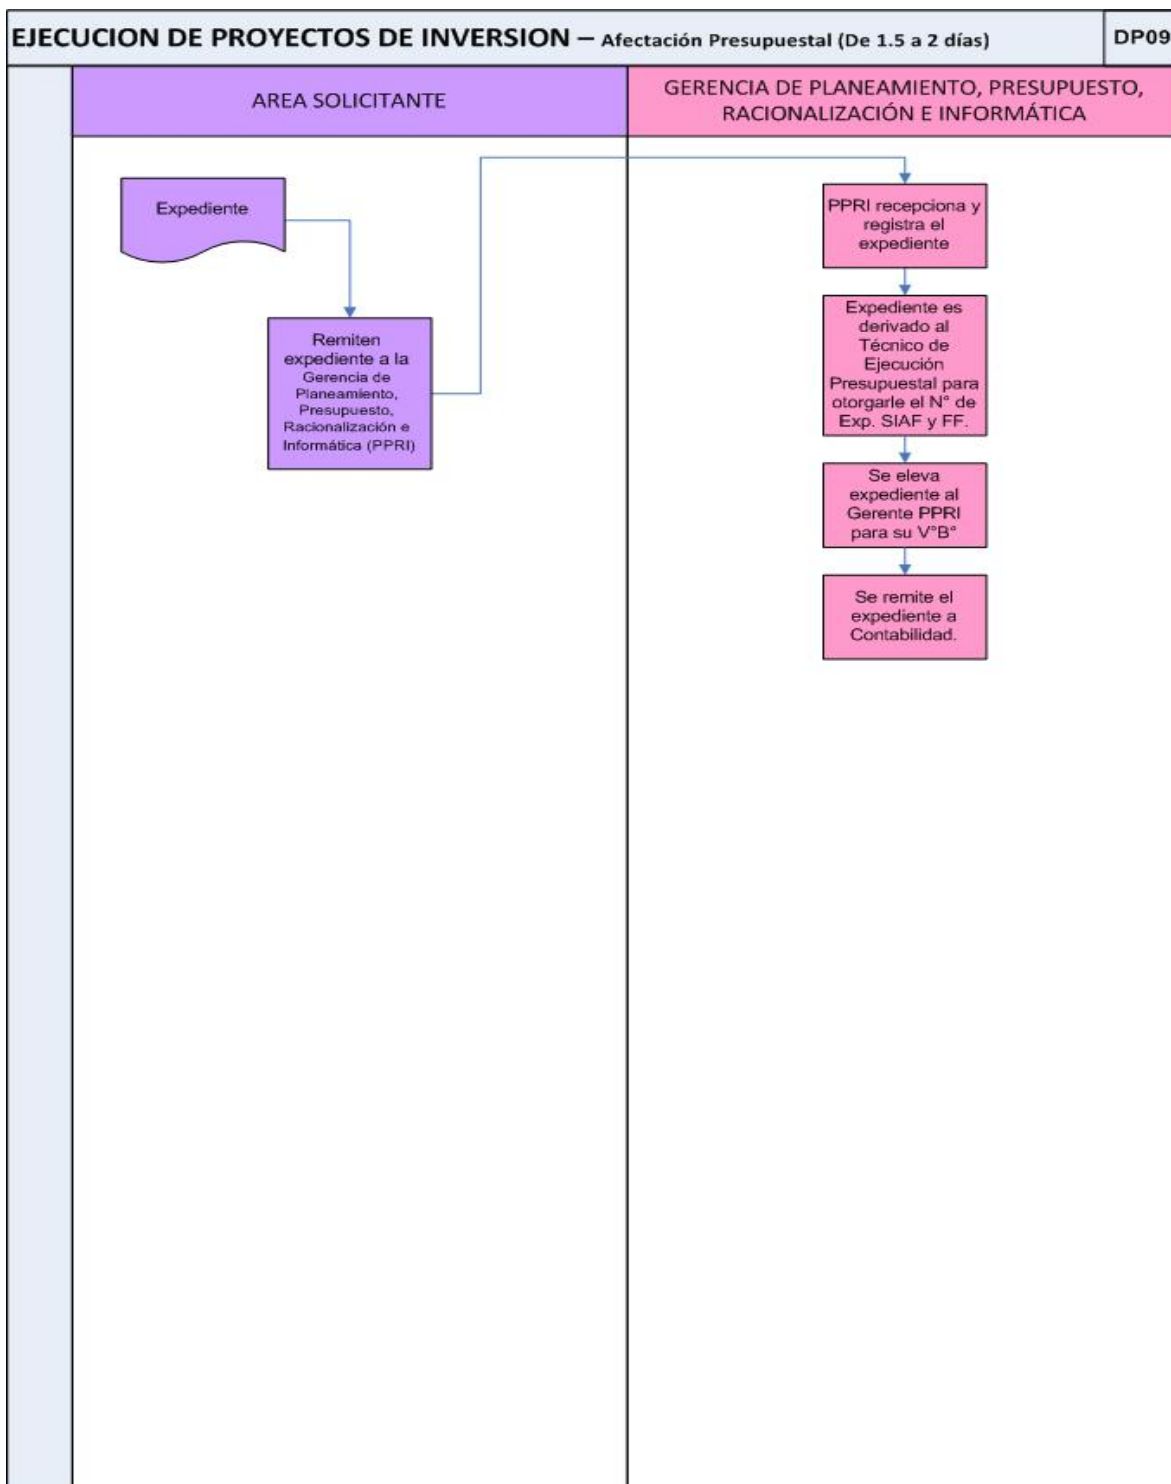 EJECUCION DE PROYECTOS DE INVERSION – Afectación Presupuestal (De 1.5 a 2 días)
DP09
AREA SOLICITANTE
GERENCIA DE PLANEAMIENTO, PRESUPUESTO,
RACIONALIZACIÓN E INFORMÁTICA
Expediente
Remiten
expediente a la
Gerencia de
Planeamiento,
Presupuesto,
Racionalización e
Informática (PPRI)
PPRI recepciona y
registra el
expediente
Expediente es
derivado al
Técnico de
Ejecución
Presupuestal para
otorgarle el N° de
Exp. SIAF y FF.
Se eleva
expediente al
Gerente PPRI
para su V°B°
Se remite el
expediente a
Contabilidad.